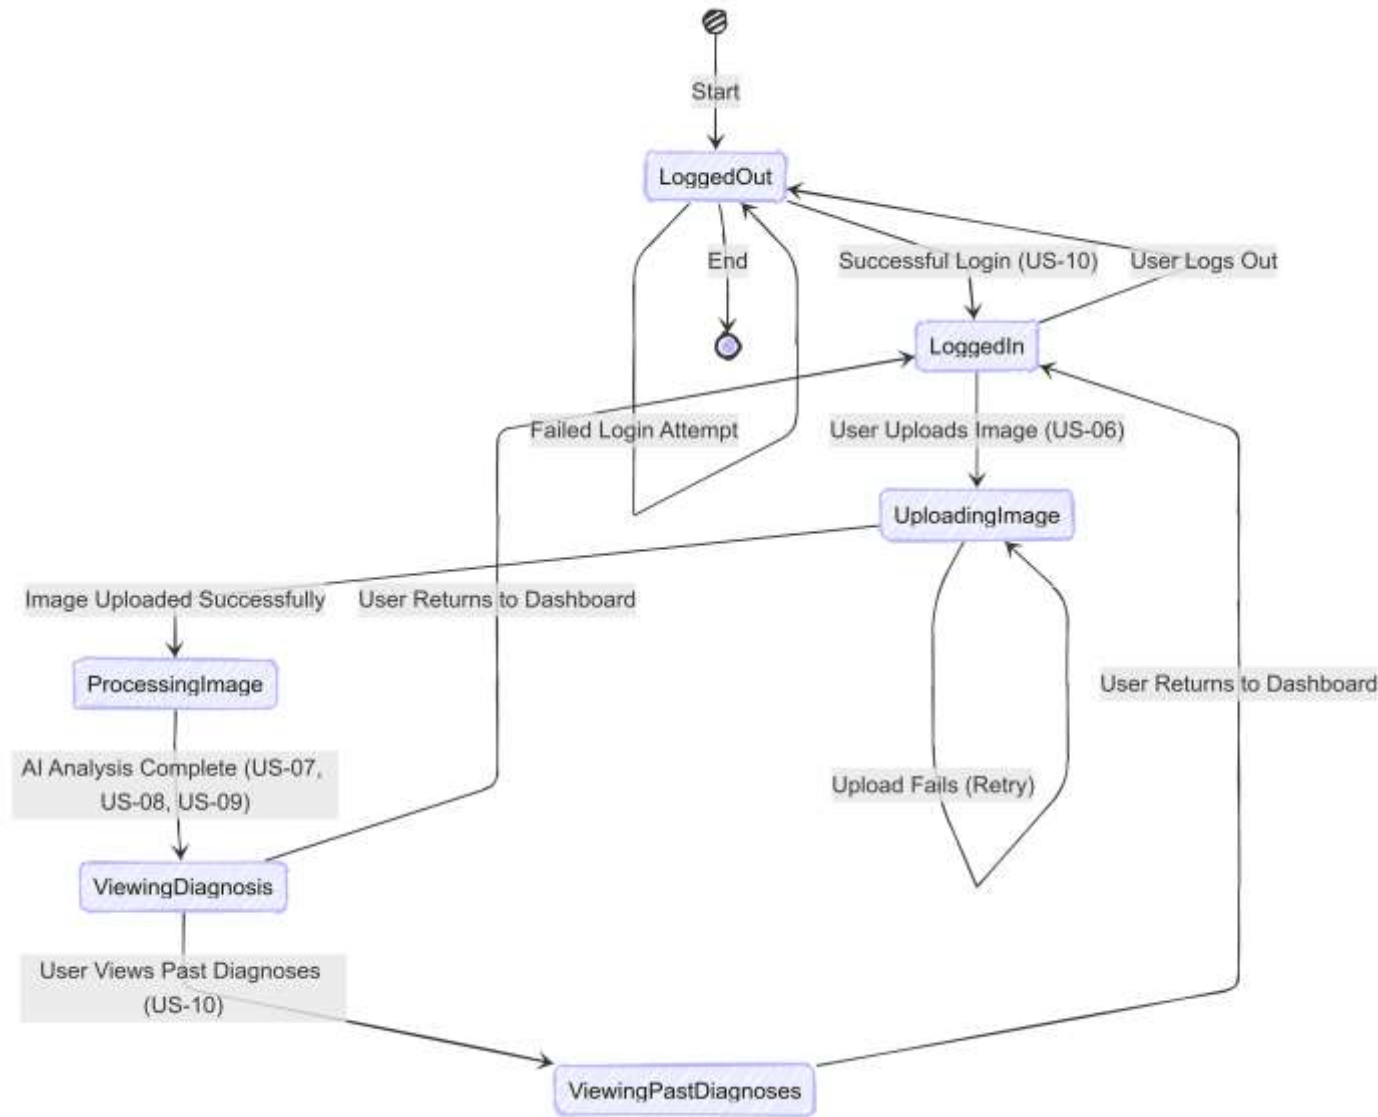 Start
LoggedOut
End
Successful Login (US-10)
User Logs Out
LoggedIn
Failed Login Attempt
User Uploads Image (US-06)
UploadingImage
Image Uploaded Successfully
User Returns to Dashboard
ProcessingImage
User Returns to Dashboard
AI Analysis Complete (US-07,
US-08, US-09)
Upload Fails (Retry)
ViewingDiagnosis
User Views Past Diagnoses
(US-10)
ViewingPastDiagnoses